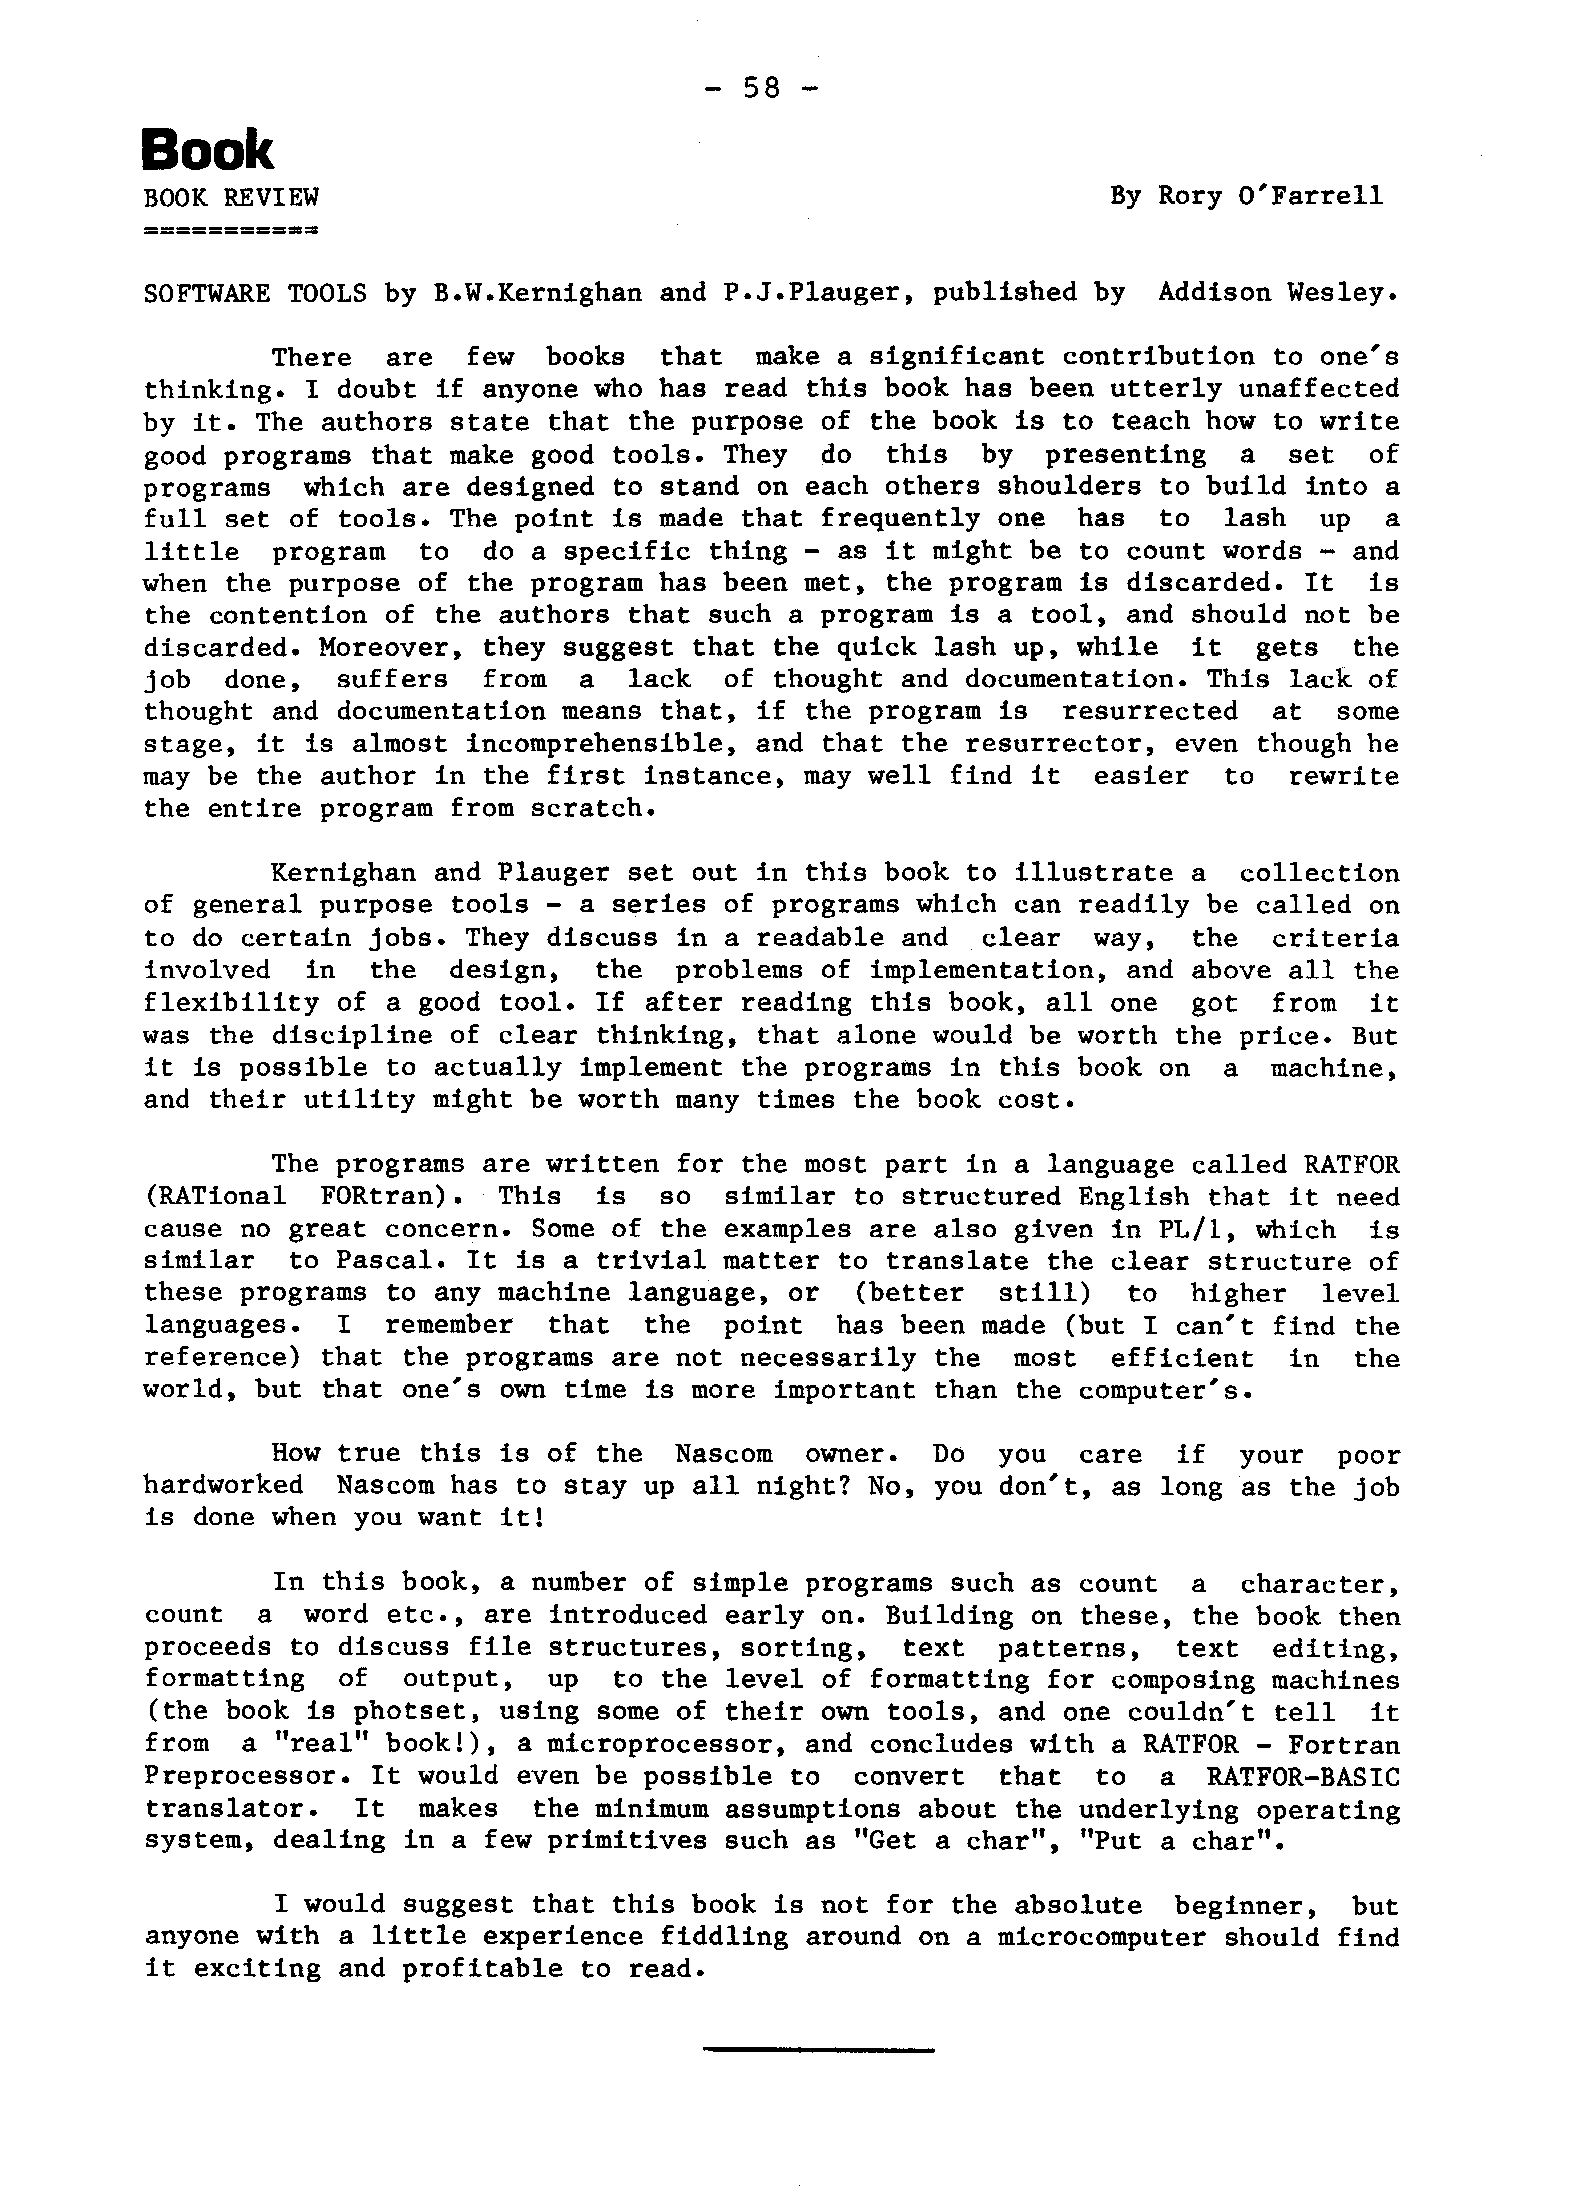 - 58 -
Book
BOOK REVIEW By Rory O'Farrell
===========
SOFTWARE TOOLS by B.W.Kernighan and P.J.Plauger, published by Addison Wesley.
There are few books that make a significant contribution to one's
thinking. I doubt if anyone who has read this book has been utterly unaffected
by it. The authors state that the purpose of the book is to teach how to write
good programs that make good tools. They do this by presenting a set of
programs which are designed to stand on each others shoulders to build into a
full set of tools. The point is made that frequently one has to lash up a
little program to do a specific thing - as it might be to count words - and
when the purpose of the program has been met, the program is discarded. It is
the contention of the authors that such a program is a tool, and should not be
discarded. Moreover, they suggest that the quick lash up, while it gets the
job done, suffers from a lack of thought and documentation. This lack of
thought and documentation means that, if the program is resurrected at some
stage, it is almost incomprehensible, and that the resurrector, even though he
may be the author in the first instance, may well find it easier to rewrite
the entire program from scratch.
Kernighan and Plauger set out in this book to illustrate a collection
of general purpose tools - a series of programs which can readily be called on
to do certain jobs. They discuss in a readable and clear way, the criteria
involved in the design, the problems of implementation, and above all the
flexibility of a good tool. If after reading this book, all one got from it
was the discipline of clear thinking, that alone would be worth the price. But
it is possible to actually implement the programs in this book on a machine,
and their utility might be worth many times the book cost.
The programs are written for the most part in a language called RATFOR
(RATional FORtran). This is so similar to structured English that it need
cause no great concern. Some of the examples are also given in PL/1, which is
similar to Pascal. It is a trivial matter to translate the clear structure of
these programs to any machine language, or (better still) to higher level
languages. I remember that the point has been made (but I can't find the
reference) that the programs are not necessarily the most efficient in the
world, but that one's own time is more important than the computer's.
How true this is of the Nascom owner. Do you care if your poor
hardworked Nascom has to stay up all night? No, you don't, as long as the job
is done when you want it!
In this book, a number of simple programs such as count a character,
count a word etc., are introduced early on. Building on these, the book then
proceeds to discuss file structures, sorting, text patterns, text editing,
formatting of output, up to the level of formatting for composing machines
(the book is photset, using some of their own tools, and one couldn't tell it
from a "real" book!), a microprocessor, and concludes with a RATFOR - Fortran
Preprocessor. It would even be possible to convert that to a RATFOR-BASIC
translator. It makes the minimum assumptions about the underlying operating
system, dealing in a few primitives such as "Get a char", "Put a char".
I would suggest that this book is not for the absolute beginner, but
anyone with a little experience fiddling around on a microcomputer should find
it exciting and profitable to read.